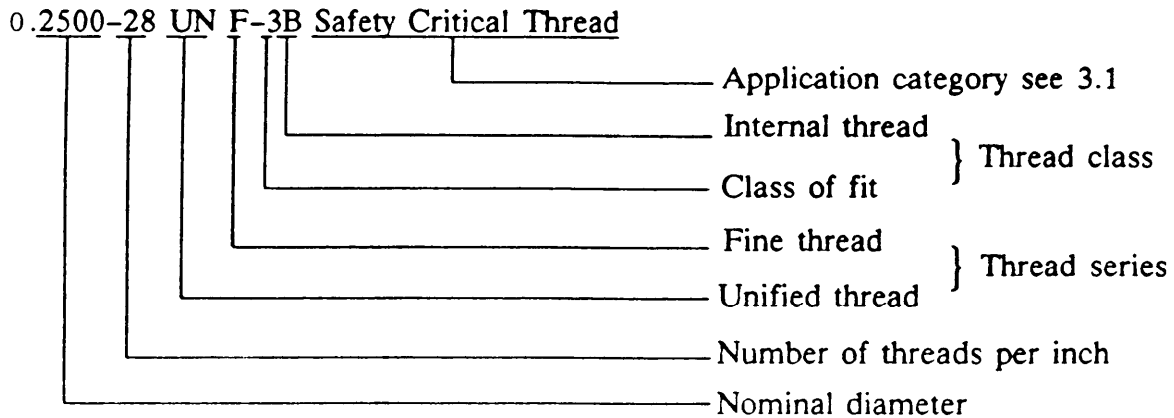 0.2500-28 UN F-3B Safety Critical Thread
Application category see 3.1
Internal thread
} Thread class
Class of fit
Fine thread
} Thread series
Unified thread
Number of threads per inch
Nominal diameter